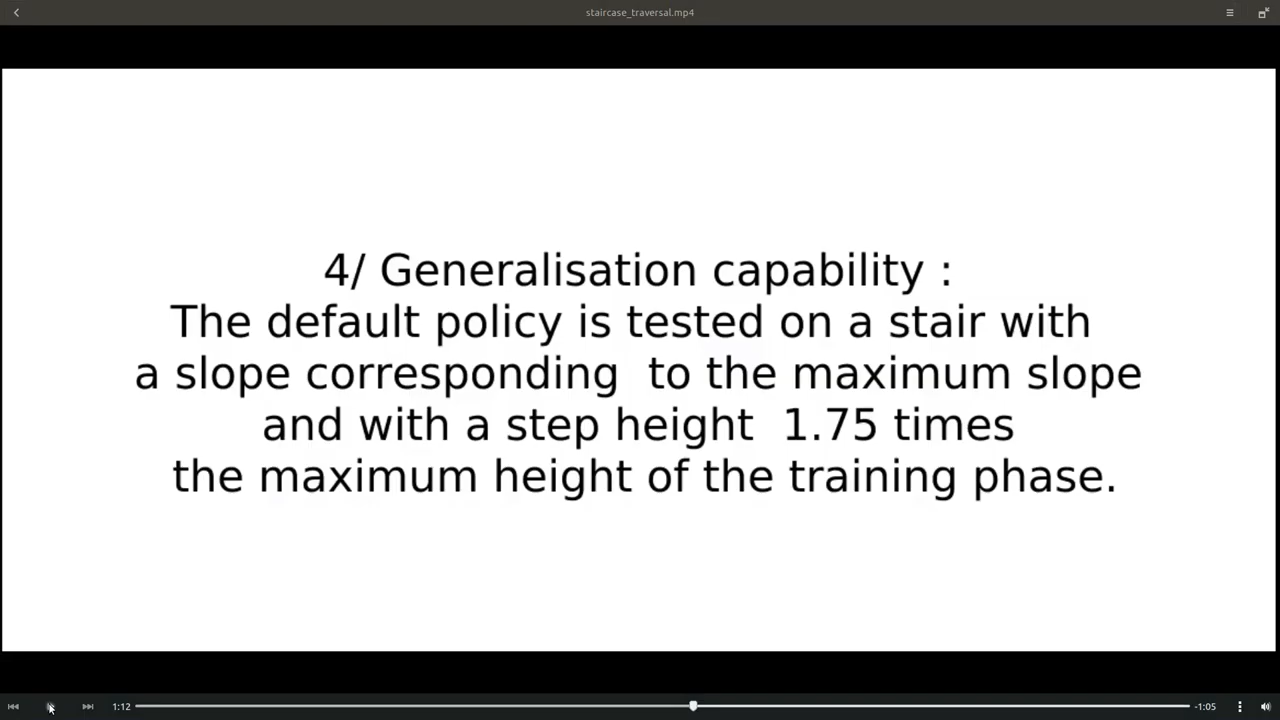 staircase_traversal.mp4
4/ Generalisation capability :
The default policy is tested on a stair with
a slope corresponding  to the maximum slope
and with a step height  1.75 times
the maximum height of the training phase.
1:12
-1:05